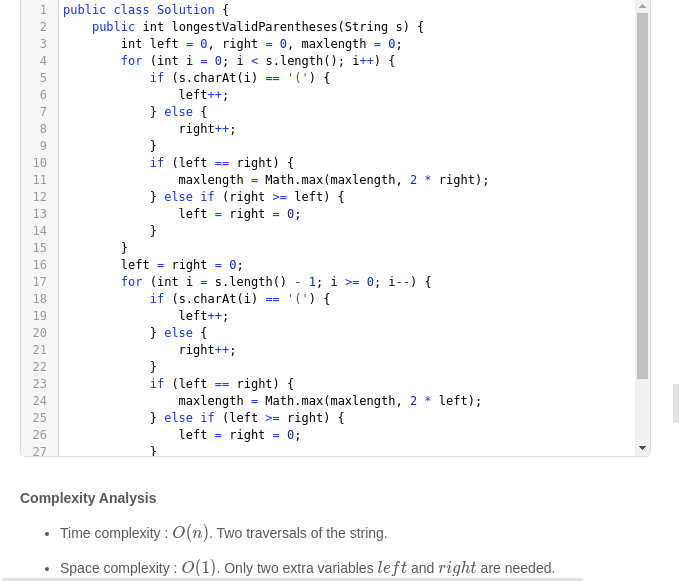 1 public class Solution {
2     public int longestValidParentheses(String s) {
3         int left = 0, right = 0, maxlength = 0;
4         for (int i = 0; i < s.length(); i++) {
5             if (s.charAt(i) == '(') {
6                 left++;
7             } else {
8                 right++;
9             }
10             if (left == right) {
11                 maxlength = Math.max(maxlength, 2 * right);
12             } else if (right >= left) {
13                 left = right = 0;
14             }
15         }
16         left = right = 0;
17         for (int i = s.length() - 1; i >= 0; i--) {
18             if (s.charAt(i) == '(') {
19                 left++;
20             } else {
21                 right++;
22             }
23             if (left == right) {
24                 maxlength = Math.max(maxlength, 2 * left);
25             } else if (left >= right) {
26                 left = right = 0;
27             }
Complexity Analysis
• Time complexity : O(n). Two traversals of the string.
• Space complexity : O(1). Only two extra variables left and right are needed.